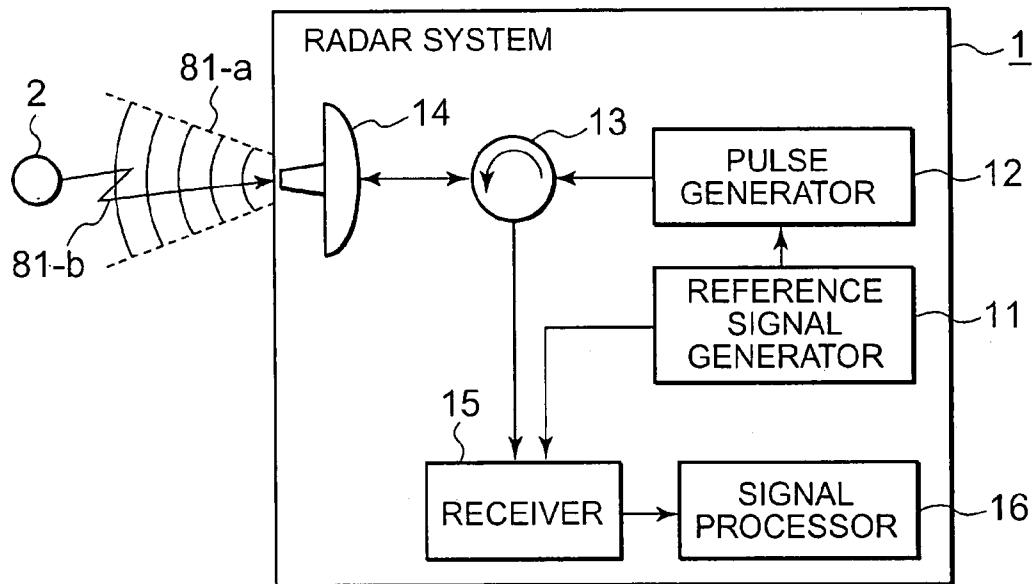 RADAR SYSTEM
1
81-a
2
14
13
PULSE
GENERATOR
12
81-b
REFERENCE
SIGNAL
GENERATOR
11
15
RECEIVER
SIGNAL
PROCESSOR
16